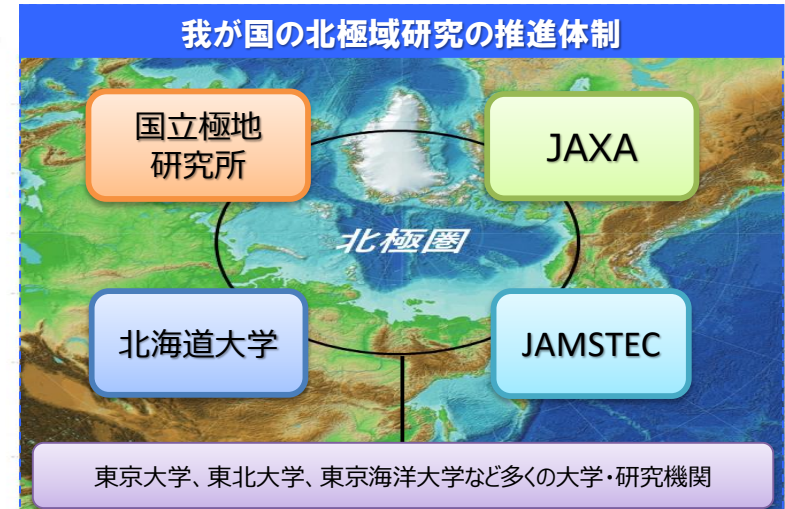 我が国の北極域研究の推進体制
国立極地
研究所
JAXA
北極圏
北海道大学
JAMSTEC
東京大学、東北大学、東京海洋大学など多くの大学・研究機関